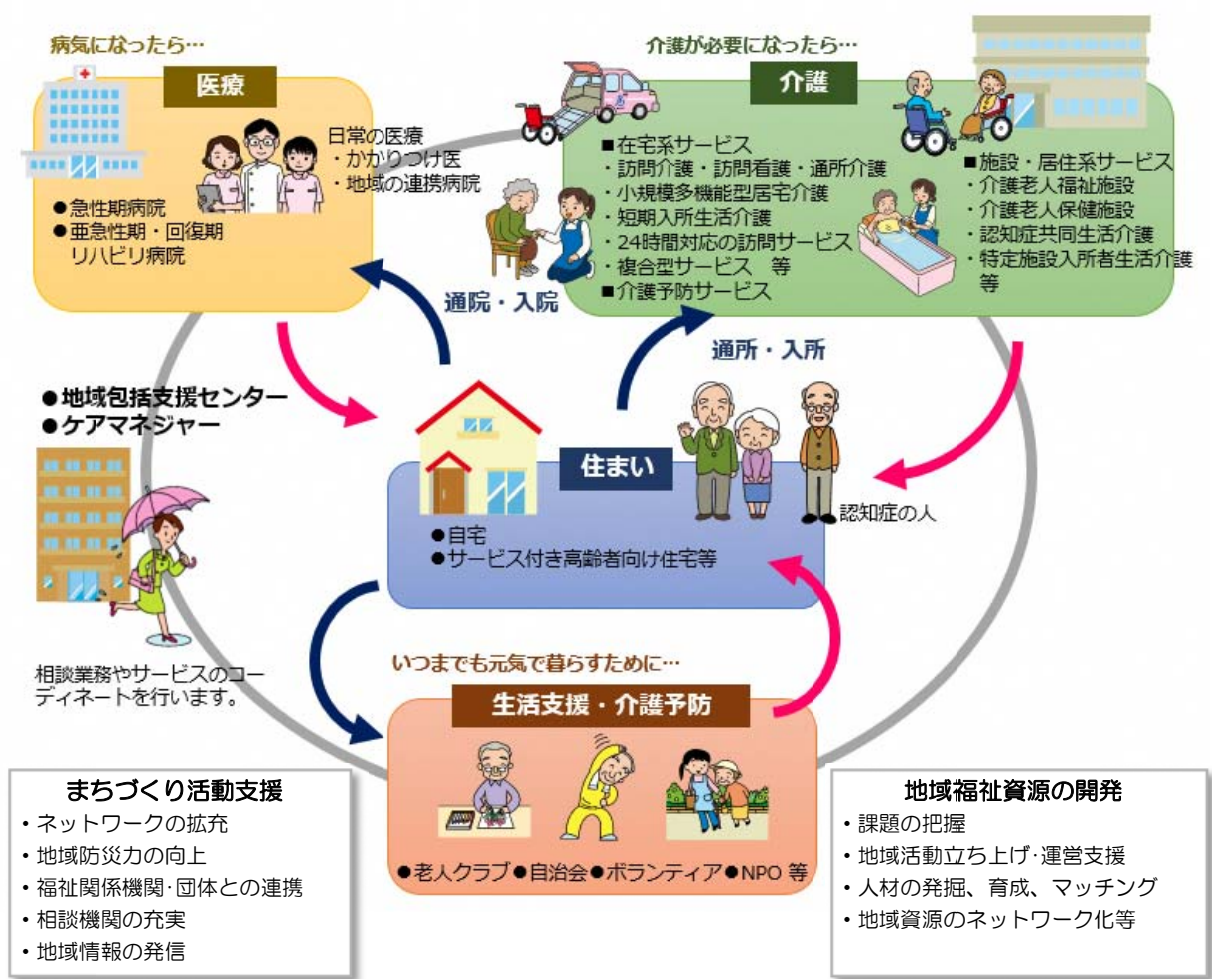 病気になったら…
医療
日常の医療
・かかりつけ医
・地域の連携病院
●急性期病院
●亜急性期・回復期
リハビリ病院
介護が必要になったら…
介護
■在宅系サービス
・訪問介護・訪問看護・通所介護
・小規模多機能型居宅介護
・短期入所生活介護
・24時間対応の訪問サービス
・複合型サービス 等
■介護予防サービス
■施設・居住系サービス
・介護老人福祉施設
・介護老人保健施設
・認知症共同生活介護
・特定施設入所者生活介護
等
通院・入院
通所・入所
●地域包括支援センター
●ケアマネジャー
相談業務やサービスのコー
ディネートを行います。
住まい
●自宅
●サービス付き高齢者向け住宅等
認知症の人
いつまでも元気で暮らすために…
生活支援・介護予防
●老人クラブ●自治会●ボランティア●NPO 等
まちづくり活動支援
・ネットワークの拡充
・地域防災力の向上
・福祉関係機関・団体との連携
・相談機関の充実
・地域情報の発信
地域福祉資源の開発
・課題の把握
・地域活動立ち上げ・運営支援
・人材の発掘、育成、マッチング
・地域資源のネットワーク化等